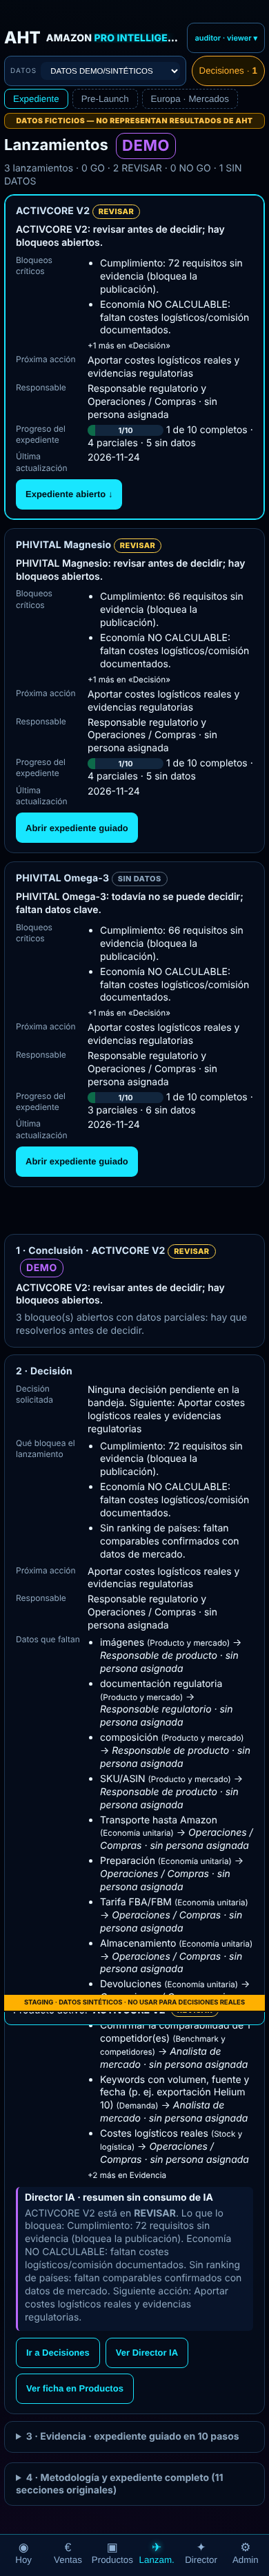 AHT AMAZON PRO INTELLIGE...
auditor · viewer ▾
DATOS
DATOS DEMO/SINTÉTICOS
Decisiones · 1
Expediente
Pre-Launch
Europa · Mercados
DATOS FICTICIOS — NO REPRESENTAN RESULTADOS DE AHT
Lanzamientos DEMO
3 lanzamientos · 0 GO · 2 REVISAR · 0 NO GO · 1 SIN
DATOS
ACTIVCORE V2 REVISAR
ACTIVCORE V2: revisar antes de decidir; hay
bloqueos abiertos.
Bloqueos
críticos
• Cumplimiento: 72 requisitos sin
evidencia (bloquea la
publicación).
• Economía NO CALCULABLE:
faltan costes logísticos/comisión
documentados.
+1 más en «Decisión»
Próxima acción
Aportar costes logísticos reales y
evidencias regulatorias
Responsable
Responsable regulatorio y
Operaciones / Compras · sin
persona asignada
Progreso del
expediente
1/10 1 de 10 completos ·
4 parciales · 5 sin datos
Última
actualización
2026-11-24
Expediente abierto ↓
PHIVITAL Magnesio REVISAR
PHIVITAL Magnesio: revisar antes de decidir; hay
bloqueos abiertos.
Bloqueos
críticos
• Cumplimiento: 66 requisitos sin
evidencia (bloquea la
publicación).
• Economía NO CALCULABLE:
faltan costes logísticos/comisión
documentados.
+1 más en «Decisión»
Próxima acción
Aportar costes logísticos reales y
evidencias regulatorias
Responsable
Responsable regulatorio y
Operaciones / Compras · sin
persona asignada
Progreso del
expediente
1/10 1 de 10 completos ·
4 parciales · 5 sin datos
Última
actualización
2026-11-24
Abrir expediente guiado
PHIVITAL Omega-3 SIN DATOS
PHIVITAL Omega-3: todavía no se puede decidir;
faltan datos clave.
Bloqueos
críticos
• Cumplimiento: 66 requisitos sin
evidencia (bloquea la
publicación).
• Economía NO CALCULABLE:
faltan costes logísticos/comisión
documentados.
+1 más en «Decisión»
Próxima acción
Aportar costes logísticos reales y
evidencias regulatorias
Responsable
Responsable regulatorio y
Operaciones / Compras · sin
persona asignada
Progreso del
expediente
1/10 1 de 10 completos ·
3 parciales · 6 sin datos
Última
actualización
2026-11-24
Abrir expediente guiado
1 · Conclusión · ACTIVCORE V2 REVISAR
DEMO
ACTIVCORE V2: revisar antes de decidir; hay
bloqueos abiertos.
3 bloqueo(s) abiertos con datos parciales: hay que
resolverlos antes de decidir.
2 · Decisión
Decisión
solicitada
Ninguna decisión pendiente en la
bandeja. Siguiente: Aportar costes
logísticos reales y evidencias
regulatorias
Qué bloquea el
lanzamiento
• Cumplimiento: 72 requisitos sin
evidencia (bloquea la
publicación).
• Economía NO CALCULABLE:
faltan costes logísticos/comisión
documentados.
• Sin ranking de países: faltan
comparables confirmados con
datos de mercado.
Próxima acción
Aportar costes logísticos reales y
evidencias regulatorias
Responsable
Responsable regulatorio y
Operaciones / Compras · sin
persona asignada
Datos que faltan
• imágenes (Producto y mercado) →
Responsable de producto · sin
persona asignada
• documentación regulatoria
(Producto y mercado) →
Responsable regulatorio · sin
persona asignada
• composición (Producto y mercado)
→ Responsable de producto · sin
persona asignada
• SKU/ASIN (Producto y mercado) →
Responsable de producto · sin
persona asignada
• Transporte hasta Amazon
(Economía unitaria) → Operaciones /
Compras · sin persona asignada
• Preparación (Economía unitaria) →
Operaciones / Compras · sin
persona asignada
• Tarifa FBA/FBM (Economía unitaria)
→ Operaciones / Compras · sin
persona asignada
• Almacenamiento (Economía unitaria)
→ Operaciones / Compras · sin
persona asignada
• Devoluciones (Economía unitaria) →
STAGING · DATOS SINTÉTICOS · NO USAR PARA DECISIONES REALES
• Confirmar la comparabilidad de 1
competidor(es) (Benchmark y
competidores) → Analista de
mercado · sin persona asignada
• Keywords con volumen, fuente y
fecha (p. ej. exportación Helium
10) (Demanda) → Analista de
mercado · sin persona asignada
• Costes logísticos reales (Stock y
logística) → Operaciones /
Compras · sin persona asignada
+2 más en Evidencia
Director IA · resumen sin consumo de IA
ACTIVCORE V2 está en REVISAR. Lo que lo
bloquea: Cumplimiento: 72 requisitos sin
evidencia (bloquea la publicación). Economía
NO CALCULABLE: faltan costes
logísticos/comisión documentados. Sin ranking
de países: faltan comparables confirmados con
datos de mercado. Siguiente acción: Aportar
costes logísticos reales y evidencias
regulatorias.
Ir a Decisiones
Ver Director IA
Ver ficha en Productos
▶ 3 · Evidencia · expediente guiado en 10 pasos
▶ 4 · Metodología y expediente completo (11
secciones originales)
Hoy
€ Ventas
Productos
Lanzam.
Director
Admin